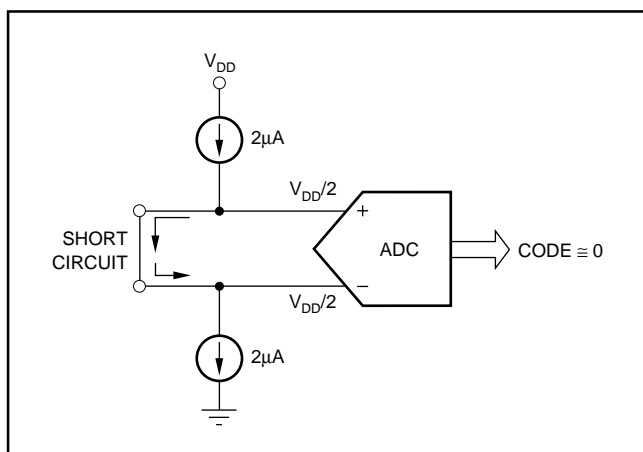 V_DD
2μA
V_DD/2
+
SHORT
CIRCUIT
ADC
CODE ≅ 0
V_DD/2
−
2μA